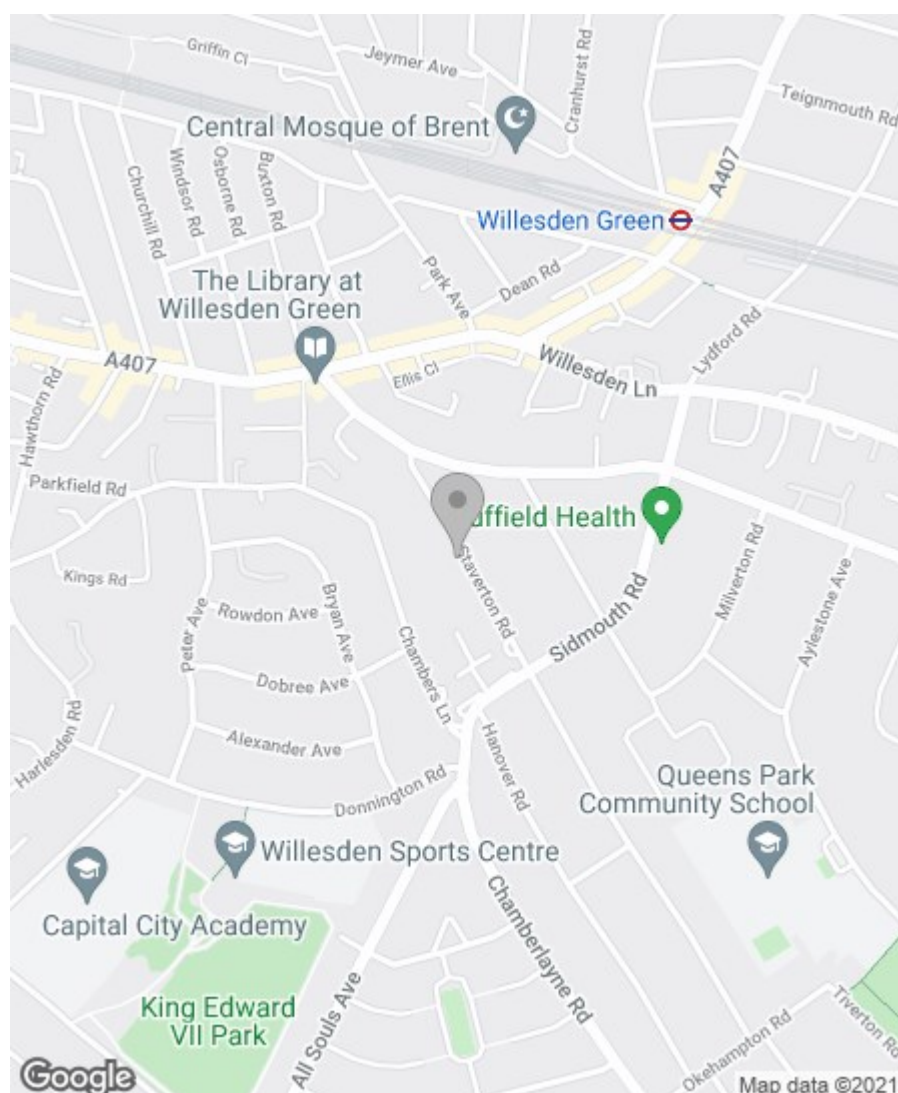 Griffin Cl
Jeymer Ave
Cranhurst Rd
Teignmouth Rd
Central Mosque of Brent
A407
Windsor Rd
Osborne Rd
Buxton Rd
Churchill Rd
Willesden Green
Park Ave
Dean Rd
The Library at
Willesden Green
Lydford Rd
A407
Ellis Cl
Willesden Ln
Hawthorn Rd
Parkfield Rd
uffield Health
Staverton Rd
Milverton Rd
Aylestone Ave
Kings Rd
Bryan Ave
Rowdon Ave
Peter Ave
Sidmouth Rd
Chambers Ln
Dobree Ave
Harlesden Rd
Alexander Ave
Hanover Rd
Donnington Rd
Queens Park
Community School
Willesden Sports Centre
Capital City Academy
Chamberlayne Rd
King Edward
VII Park
All Souls Ave
Tiverton Rd
Okehampton Rd
Google
Map data ©2021